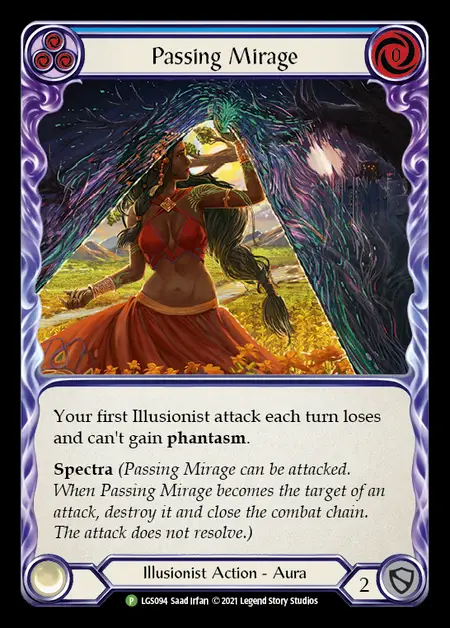 Passing Mirage
0
Your first Illusionist attack each turn loses
and can't gain phantasm.
Spectra (Passing Mirage can be attacked.
When Passing Mirage becomes the target of an
attack, destroy it and close the combat chain.
The attack does not resolve.)
Illusionist Action - Aura
2
P LGS094 Saad Irfan © 2021 Legend Story Studios